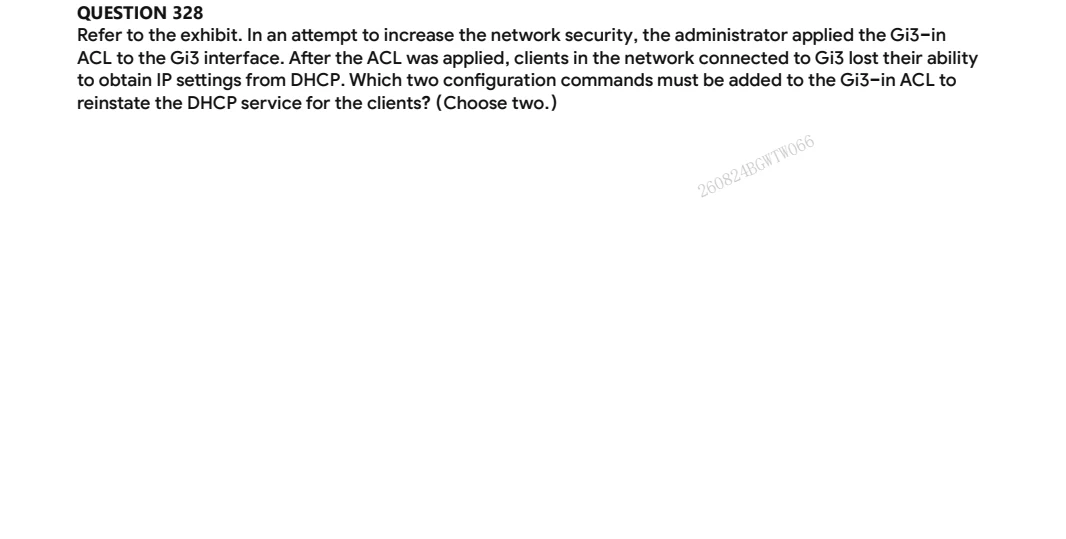 QUESTION 328
Refer to the exhibit. In an attempt to increase the network security, the administrator applied the Gi3-in
ACL to the Gi3 interface. After the ACL was applied, clients in the network connected to Gi3 lost their ability
to obtain IP settings from DHCP. Which two configuration commands must be added to the Gi3-in ACL to
reinstate the DHCP service for the clients? (Choose two.)
260824BGWTW066